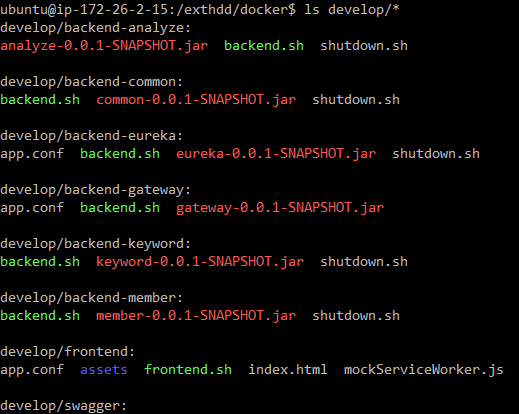 ubuntu@ip-172-26-2-15:/exthdd/docker$ ls develop/*
develop/backend-analyze:
analyze-0.0.1-SNAPSHOT.jar  backend.sh  shutdown.sh
develop/backend-common:
backend.sh  common-0.0.1-SNAPSHOT.jar  shutdown.sh
develop/backend-eureka:
app.conf  backend.sh  eureka-0.0.1-SNAPSHOT.jar  shutdown.sh
develop/backend-gateway:
app.conf  backend.sh  gateway-0.0.1-SNAPSHOT.jar
develop/backend-keyword:
backend.sh  keyword-0.0.1-SNAPSHOT.jar  shutdown.sh
develop/backend-member:
backend.sh  member-0.0.1-SNAPSHOT.jar  shutdown.sh
develop/frontend:
app.conf  assets  frontend.sh  index.html  mockServiceWorker.js
develop/swagger: